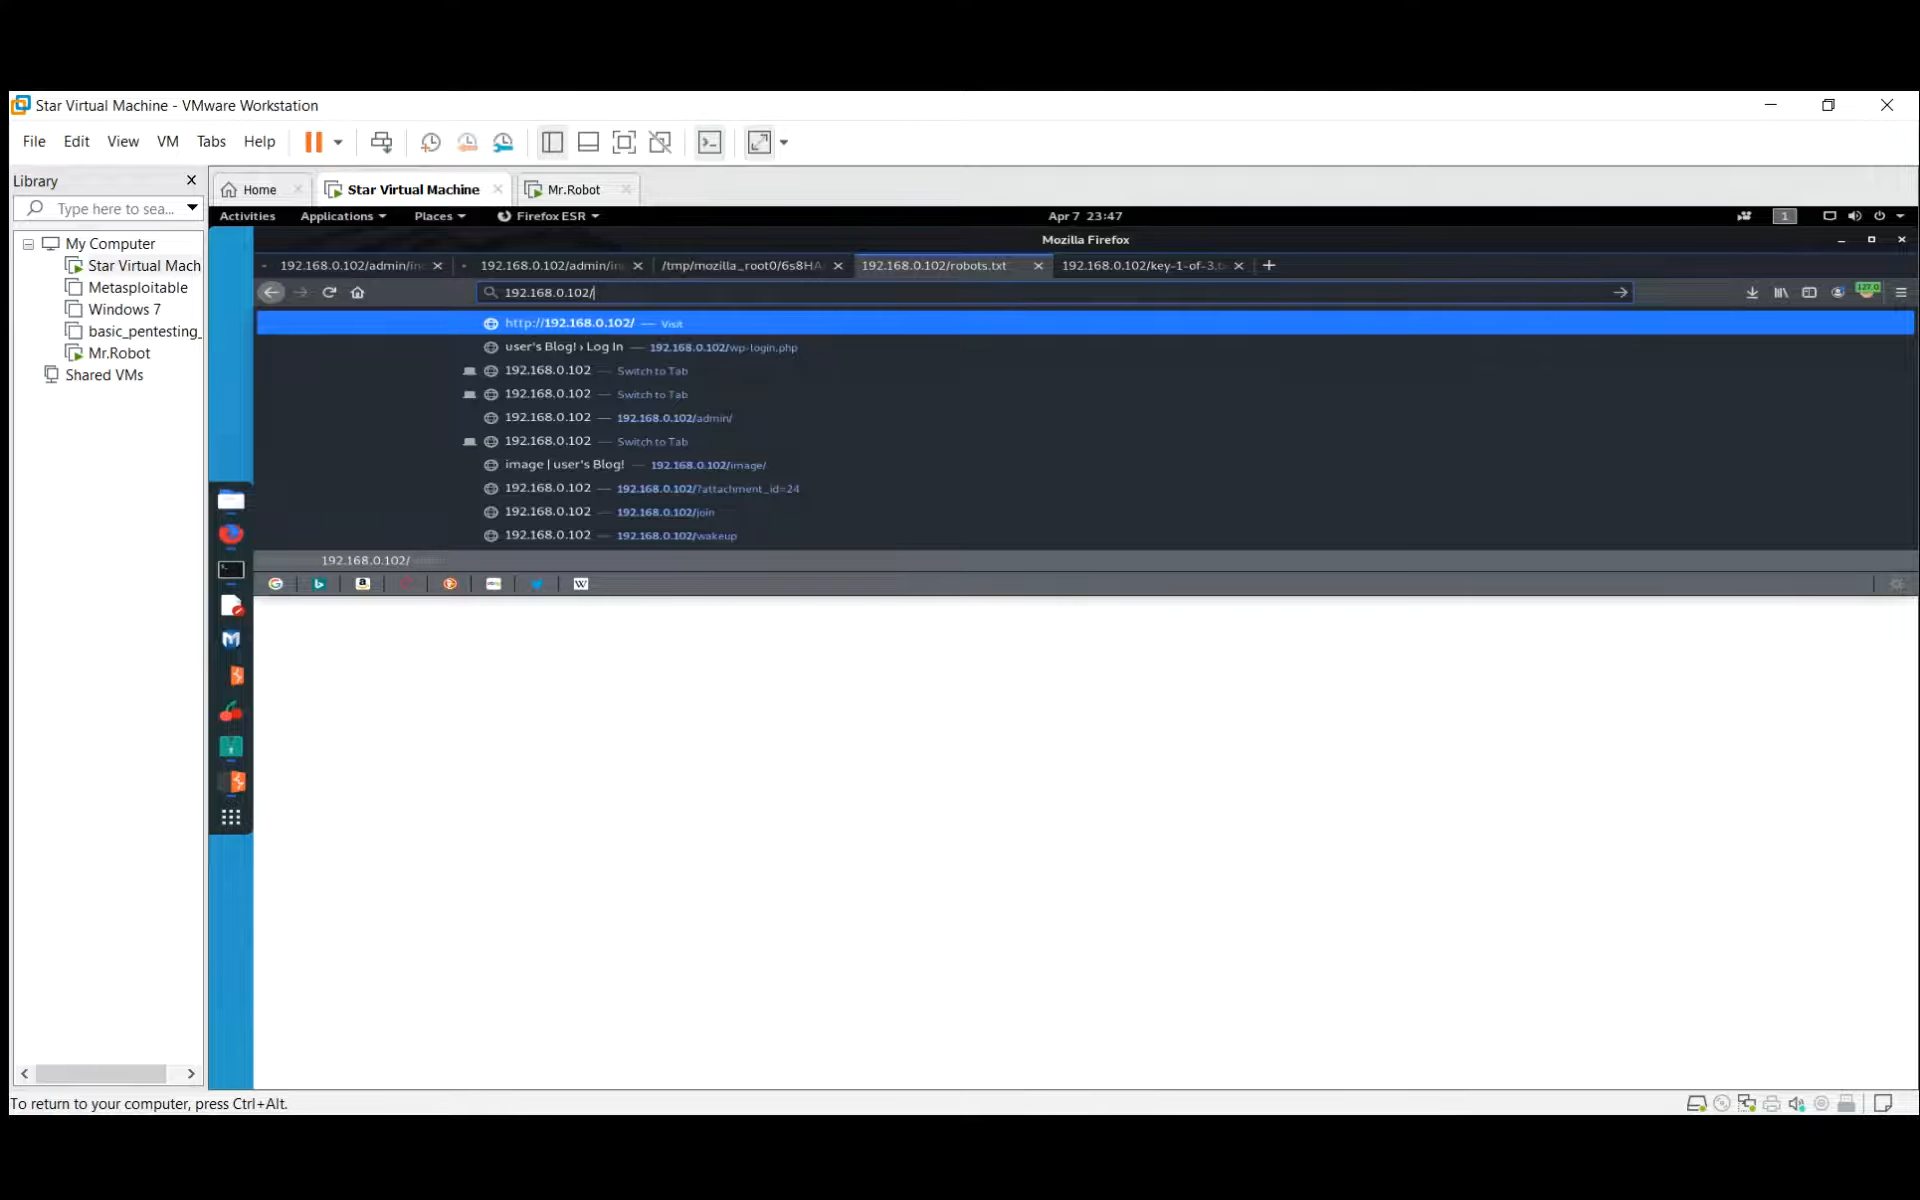 Star Virtual Machine - VMware Workstation
File Edit View VM Tabs Help
Library
Type here to sea...
My Computer
Star Virtual Mach
Metasploitable
Windows 7
basic_pentesting_
Mr.Robot
Shared VMs
Home Star Virtual Machine Mr.Robot
Activities Applications Places Firefox ESR Apr 7 23:47 1
Mozilla Firefox
192.168.0.102/admin/in 192.168.0.102/admin/in /tmp/mozilla_root0/6s8HA 192.168.0.102/robots.txt 192.168.0.102/key-1-of-3.
192.168.0.102/ 127.0
http://192.168.0.102/ — Visit
user's Blog! › Log In — 192.168.0.102/wp-login.php
192.168.0.102 — Switch to Tab
192.168.0.102 — Switch to Tab
192.168.0.102 — 192.168.0.102/admin/
192.168.0.102 — Switch to Tab
image | user's Blog! — 192.168.0.102/image/
192.168.0.102 — 192.168.0.102/?attachment_id=24
192.168.0.102 — 192.168.0.102/join
192.168.0.102 — 192.168.0.102/wakeup
192.168.0.102/
To return to your computer, press Ctrl+Alt.